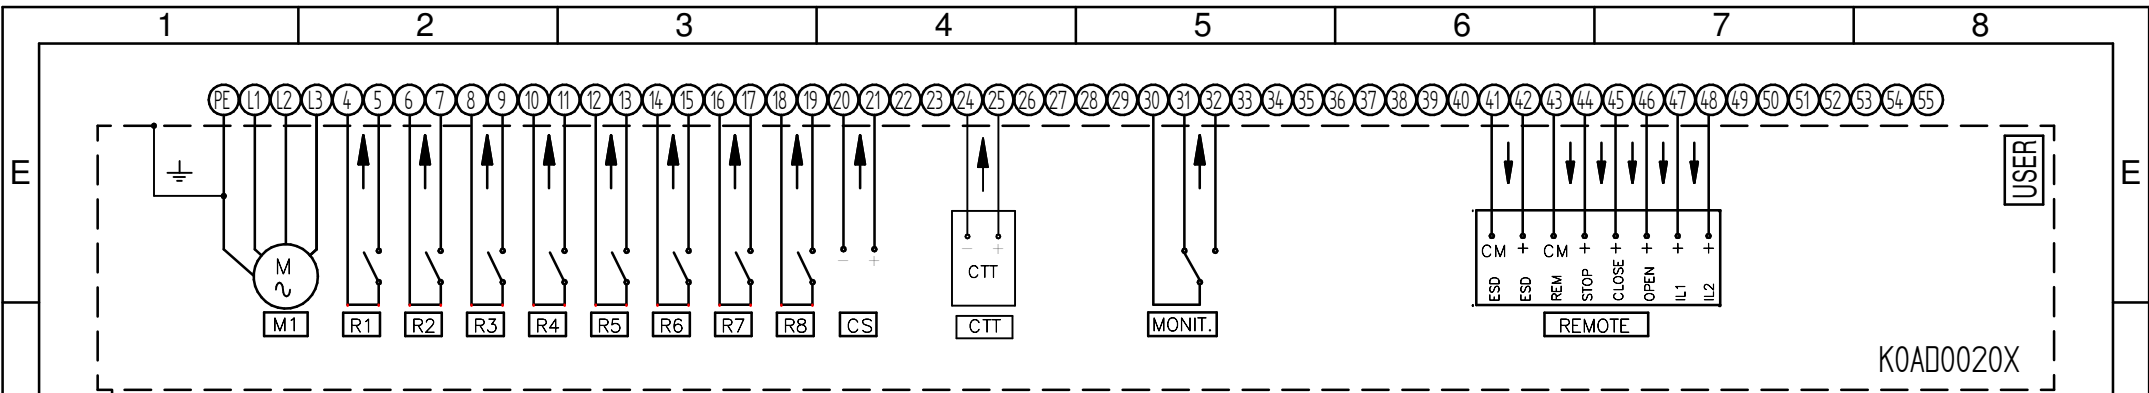 1 2 3 4 5 6 7 8
PE L1 L2 L3 4 5 6 7 8 9 10 11 12 13 14 15 16 17 18 19 20 21 22 23 24 25 26 27 28 29 30 31 32 33 34 35 36 37 38 39 40 41 42 43 44 45 46 47 48 49 50 51 52 53 54 55
E USER E
- + - + CM + CM + + + + +
M CTT ESD ESD REM STOP CLOSE OPEN IL1 IL2
M1 R1 R2 R3 R4 R5 R6 R7 R8 CS CTT MONIT. REMOTE
K0AD0020X